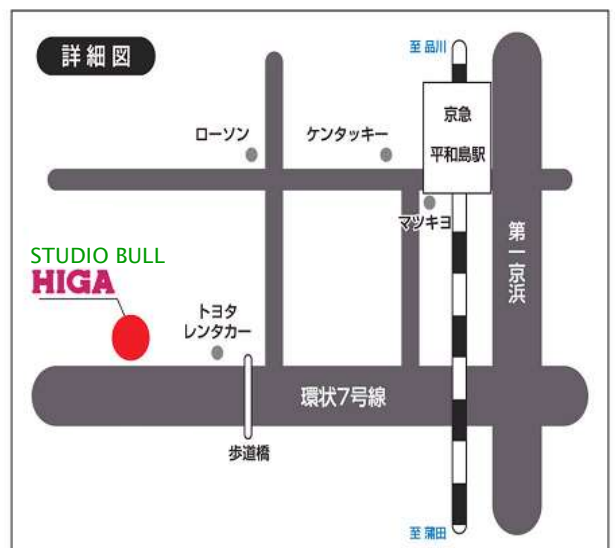 詳細図
至 品川
京急
平和島駅
ローソン
ケンタッキー
マツキヨ
第一京浜
STUDIO BULL
HIGA
トヨタ
レンタカー
環状7号線
歩道橋
至 蒲田